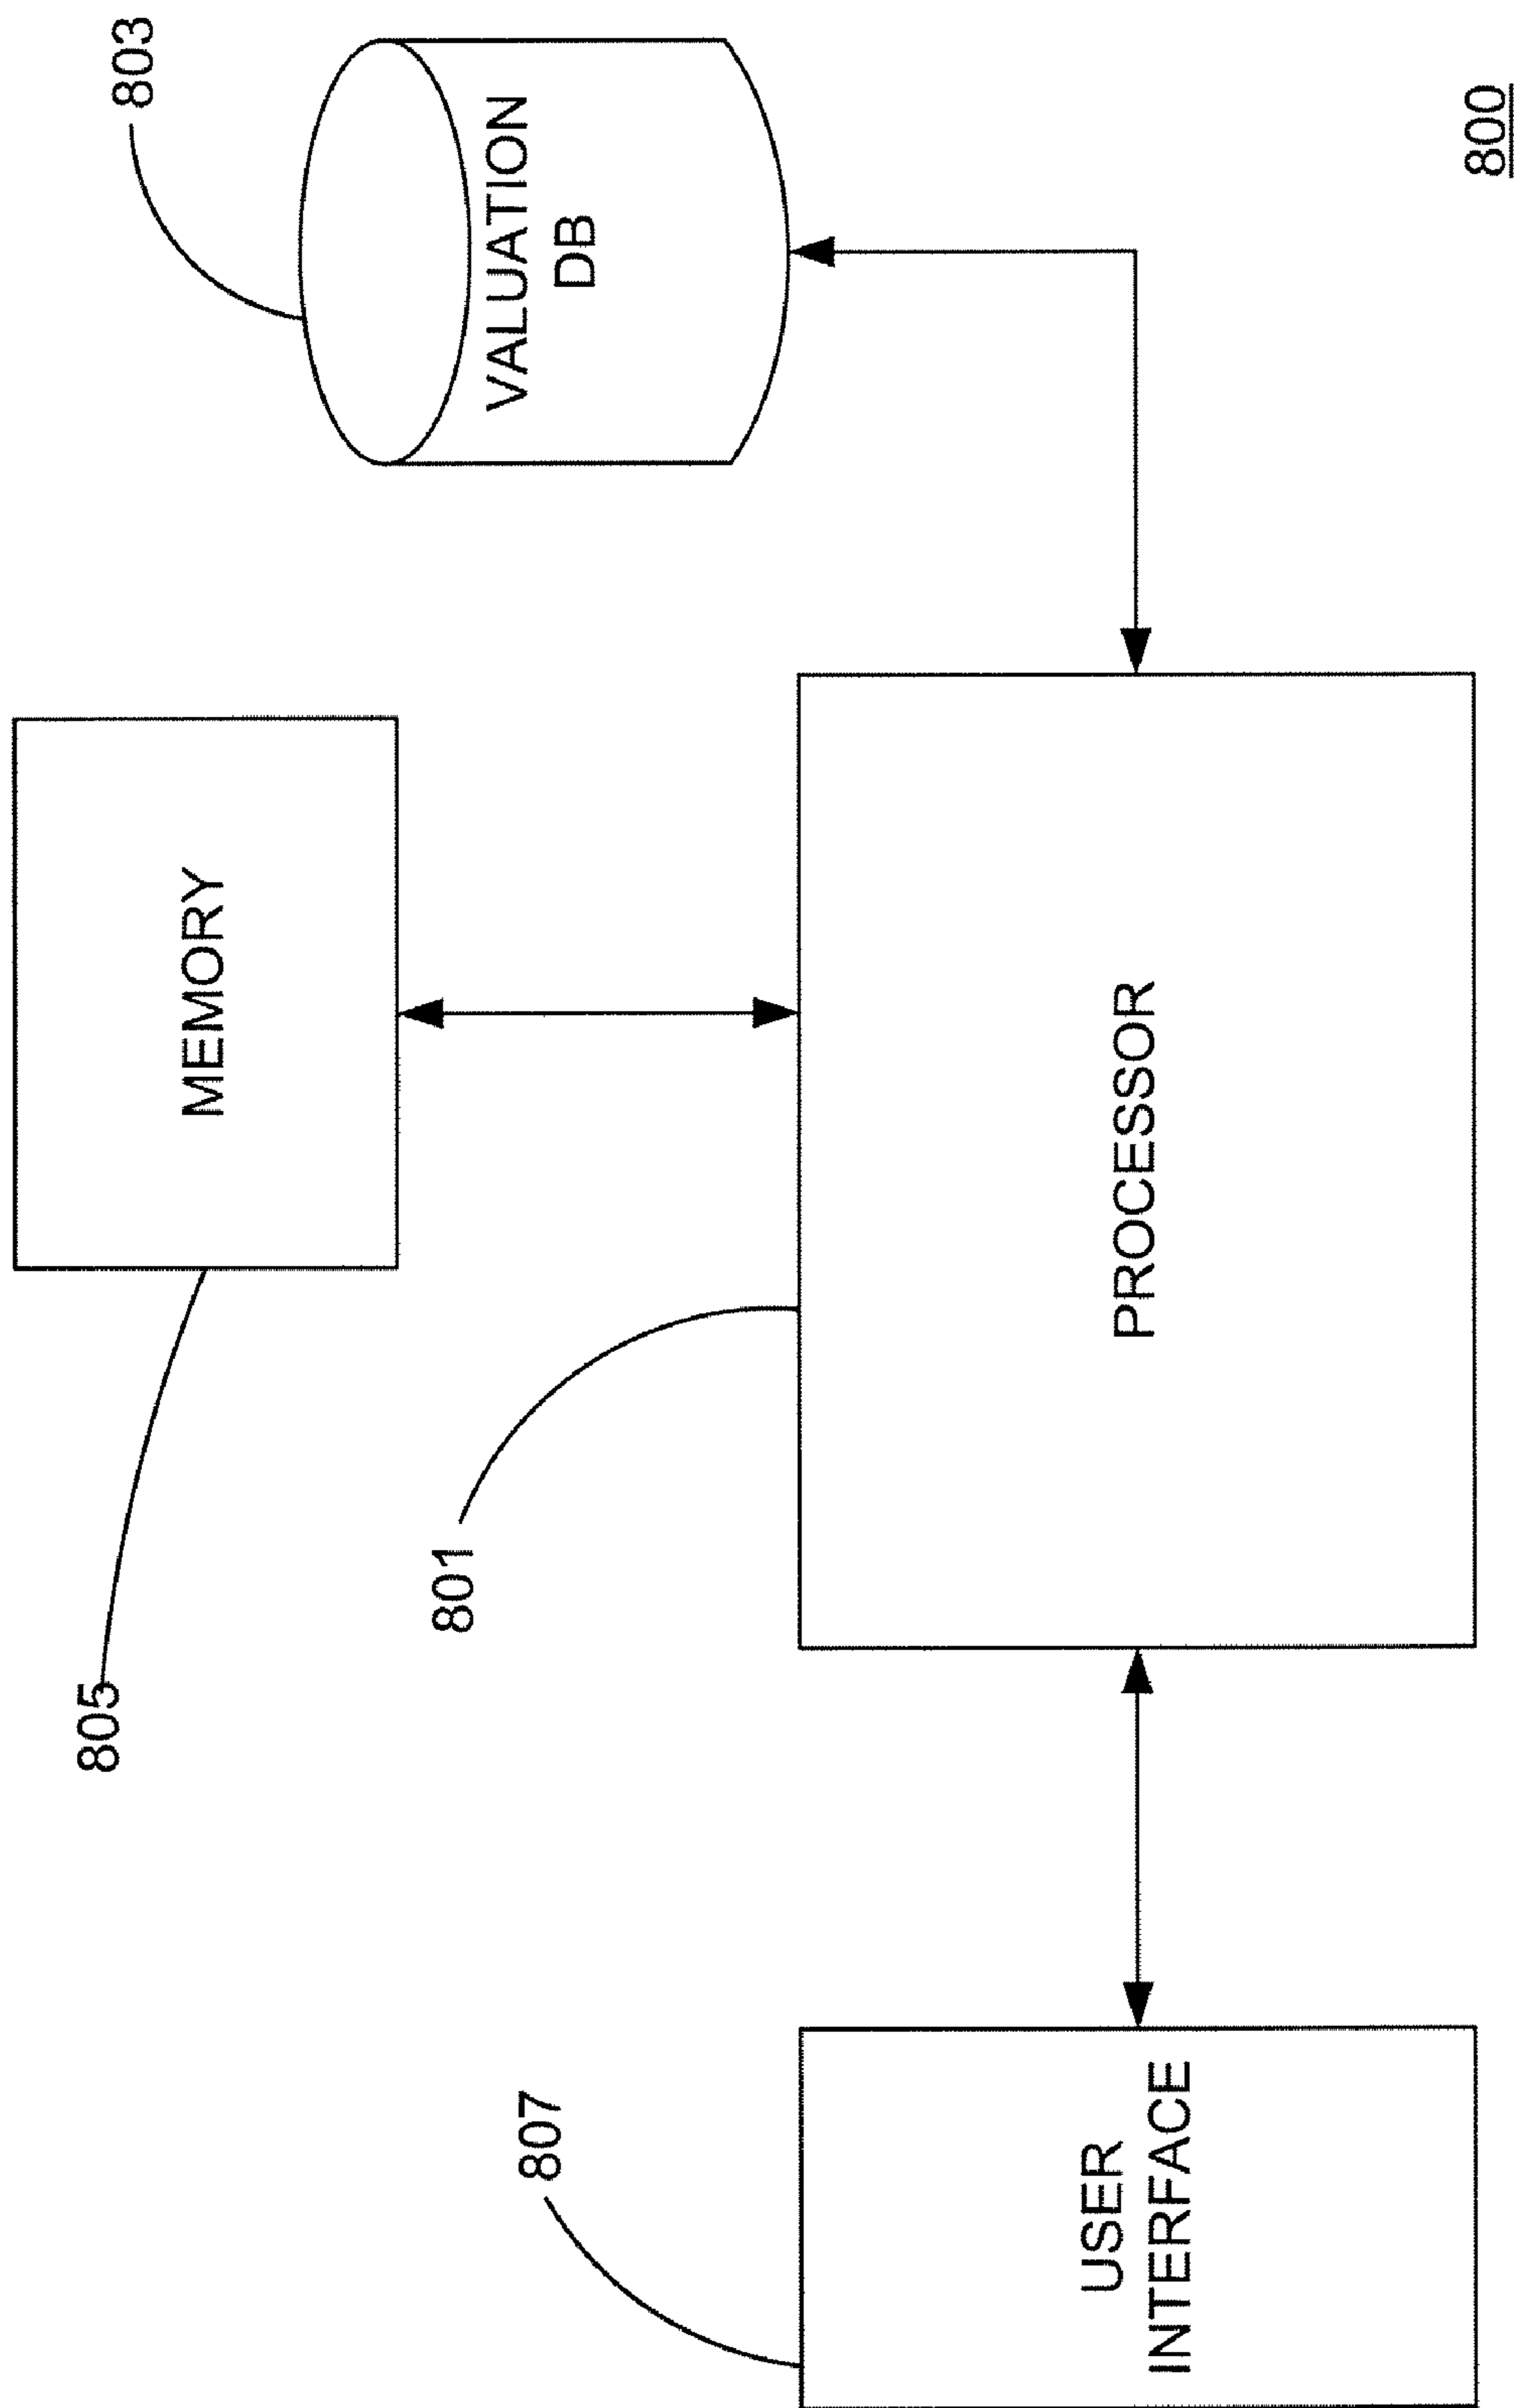 805
MEMORY
803
VALUATION
DB
801
807
USER
INTERFACE
PROCESSOR
800